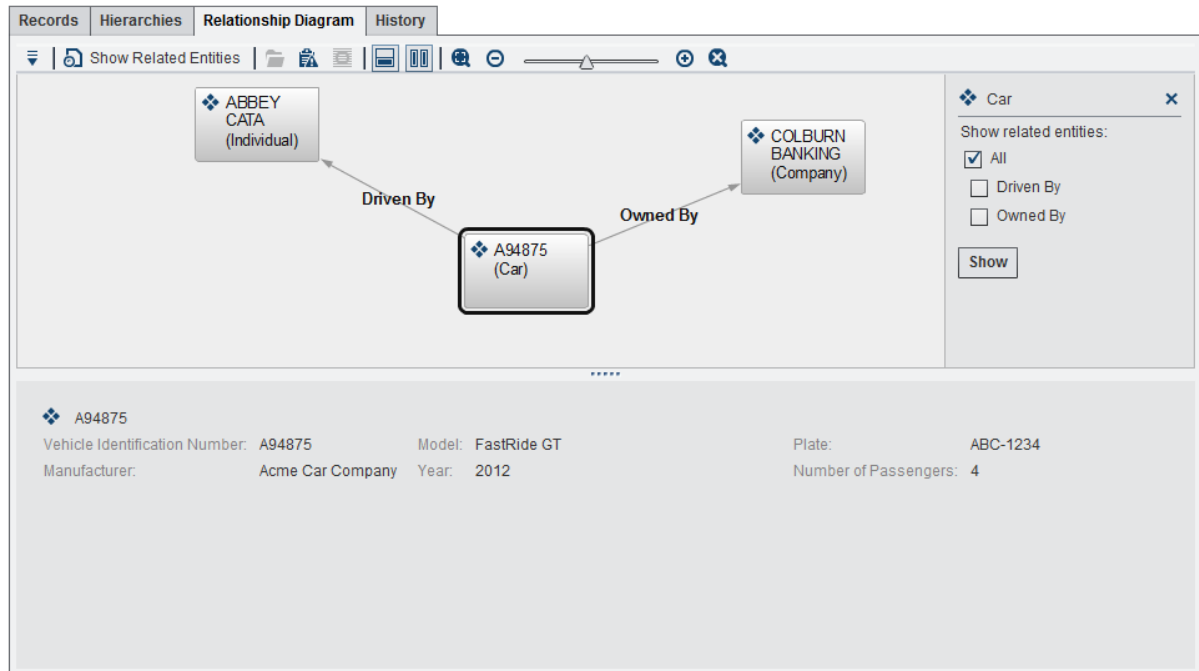 Records Hierarchies Relationship Diagram History
Show Related Entities
ABBEY
CATA
(Individual)
COLBURN
BANKING
(Company)
Driven By
Owned By
A94875
(Car)
Car
Show related entities:
All
Driven By
Owned By
Show
A94875
Vehicle Identification Number: A94875 Model: FastRide GT Plate: ABC-1234
Manufacturer: Acme Car Company Year: 2012 Number of Passengers: 4